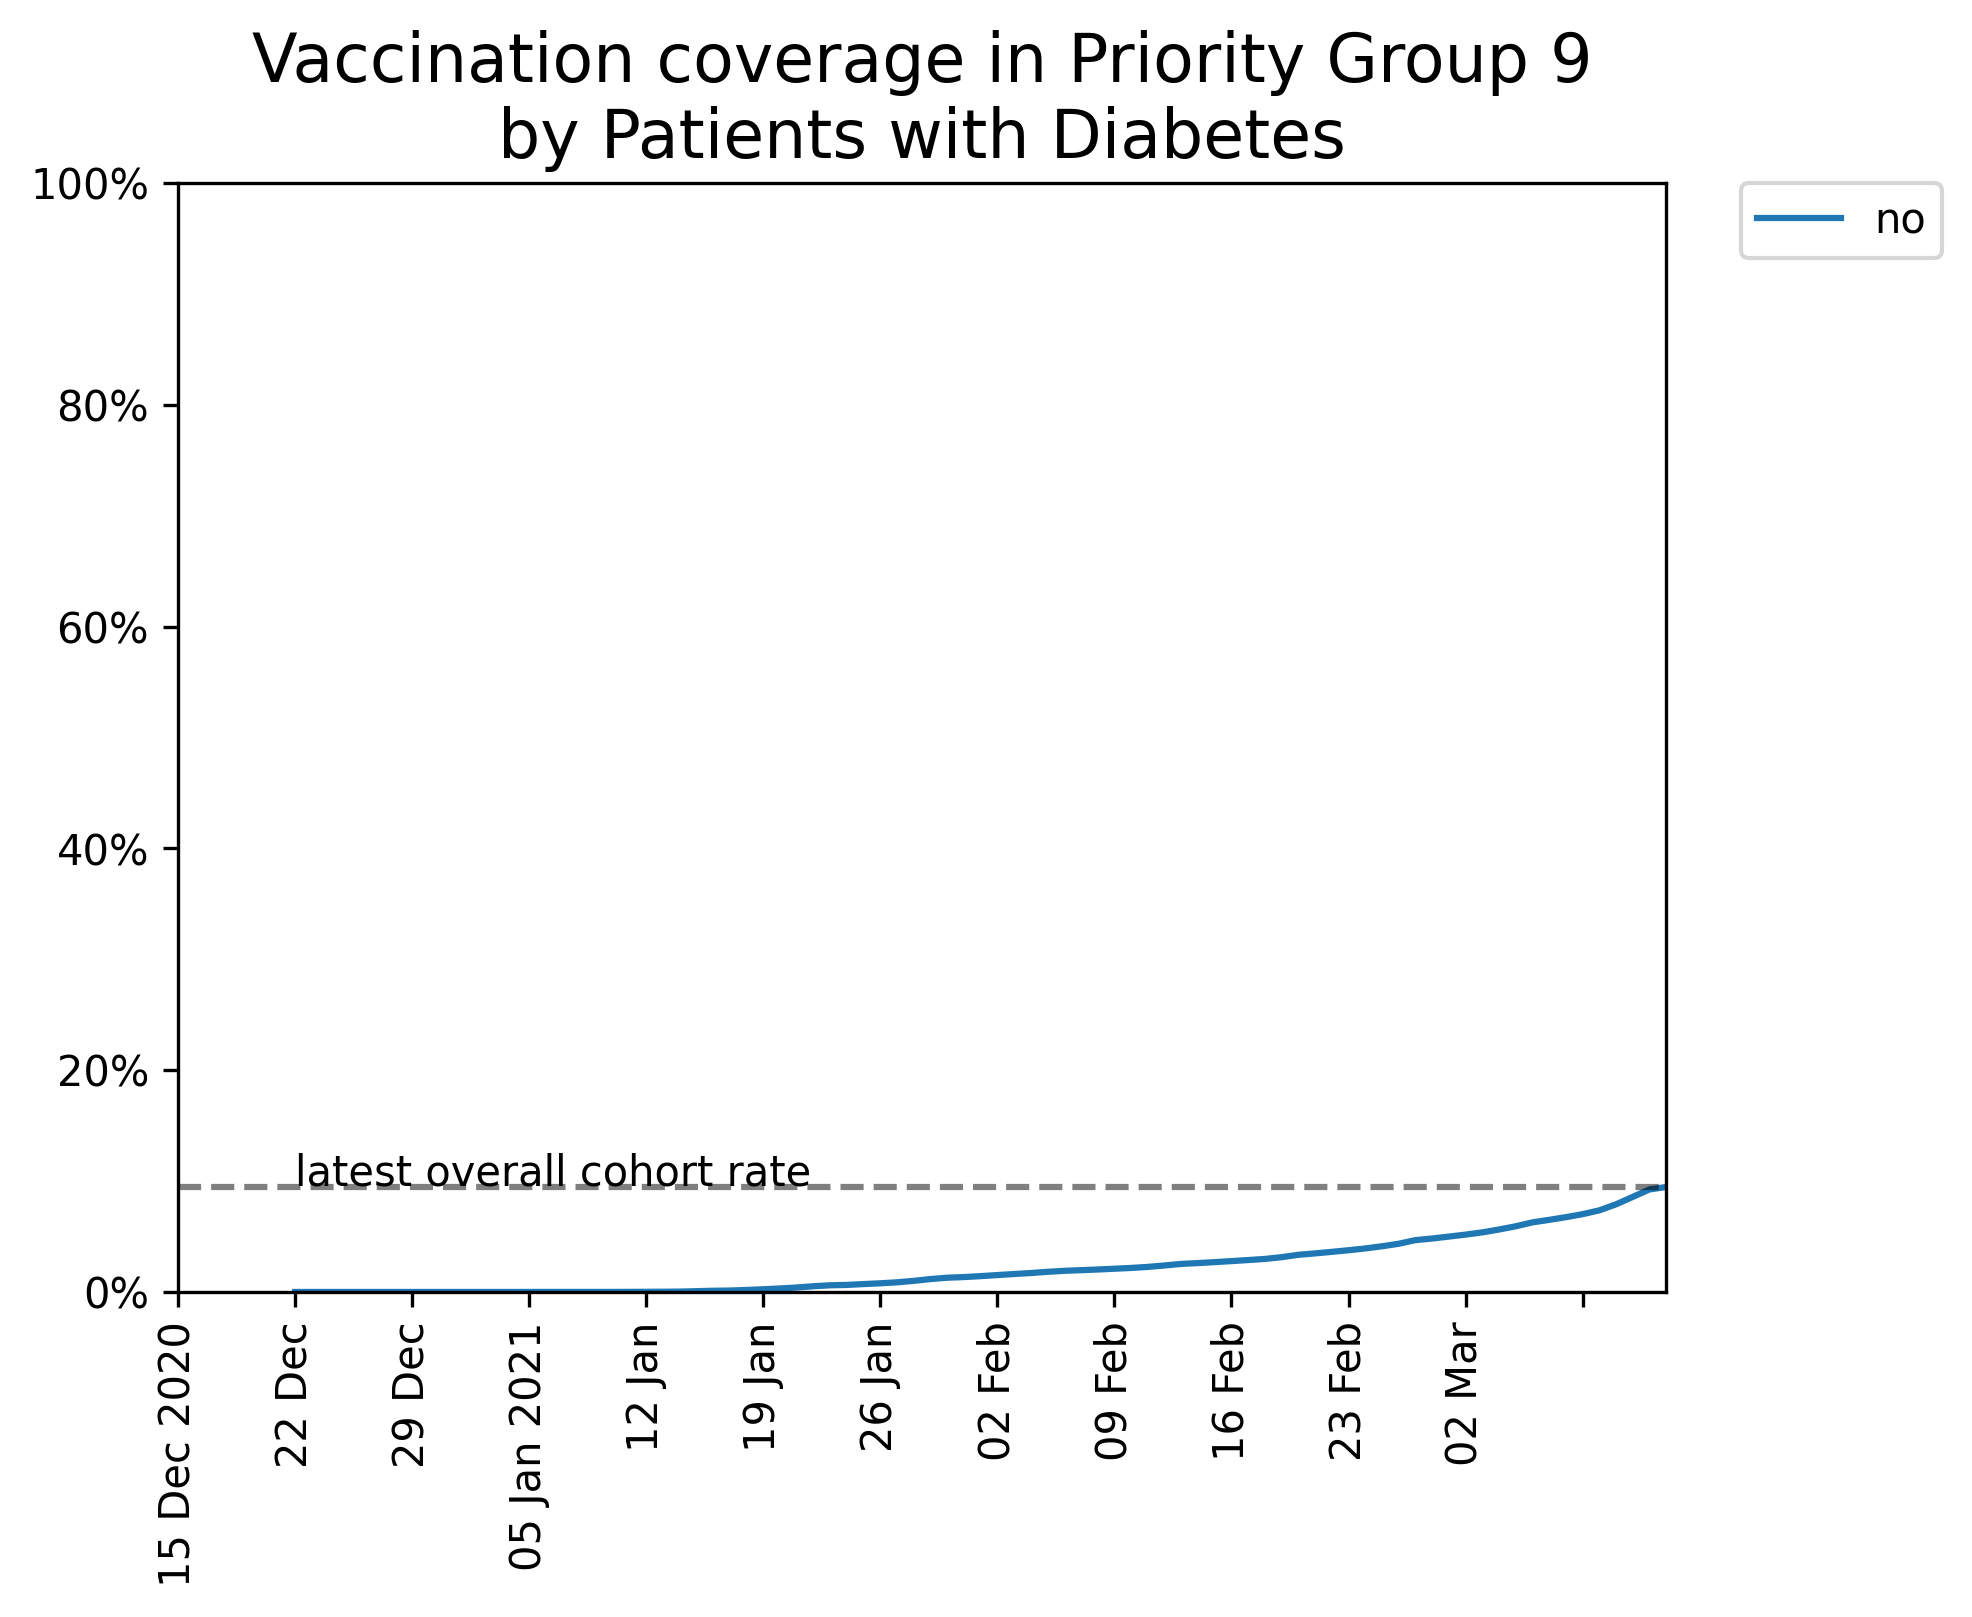 Vaccination coverage in Priority Group 9
by Patients with Diabetes
100%
80%
60%
40%
20%
0%
latest overall cohort rate
no
15 Dec 2020
22 Dec
29 Dec
05 Jan 2021
12 Jan
19 Jan
26 Jan
02 Feb
09 Feb
16 Feb
23 Feb
02 Mar